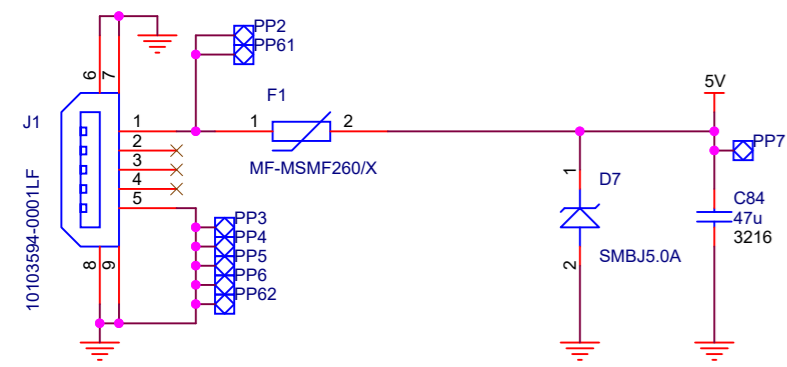 PP2
PP61
6
7
5V
J1
F1
1
1
2
2
PP7
3
MF-MSMF260/X
4
1
D7
5
C84
47u
10103594-0001LF
PP3
3216
PP4
PP5
SMBJ5.0A
8
9
PP6
2
PP62